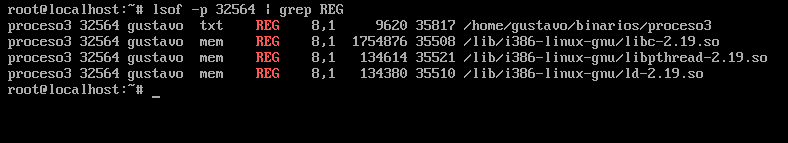 root@localhost:~# lsof -p 32564 | grep REG
proceso3 32564 gustavo  txt    REG    8,1     9620 35817 /home/gustavo/binarios/proceso3
proceso3 32564 gustavo  mem    REG    8,1  1754876 35508 /lib/i386-linux-gnu/libc-2.19.so
proceso3 32564 gustavo  mem    REG    8,1   134614 35521 /lib/i386-linux-gnu/libpthread-2.19.so
proceso3 32564 gustavo  mem    REG    8,1   134380 35510 /lib/i386-linux-gnu/ld-2.19.so
root@localhost:~# _